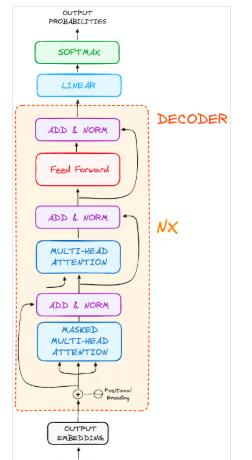 OUTPUT
PROBABILITIES
SOFTMAX
LINEAR
DECODER
ADD & NORM
Feed Forward
NX
ADD & NORM
MULTI-HEAD
ATTENTION
ADD & NORM
MASKED
MULTI-HEAD
ATTENTION
Positional
Encoding
OUTPUT
EMBEDDING